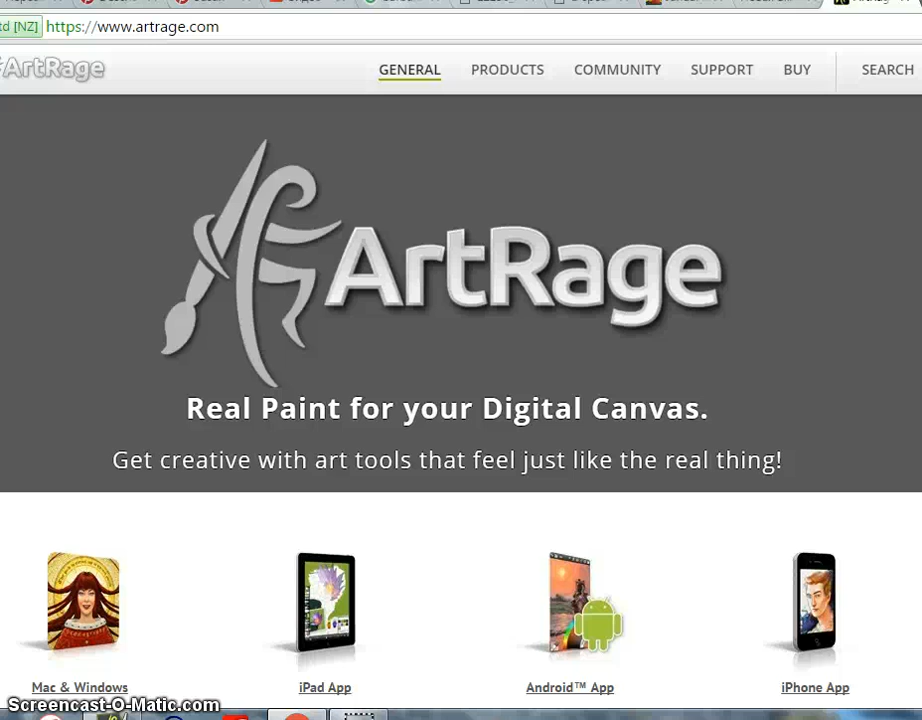 td [NZ] https://www.artrage.com
ArtRage
GENERAL PRODUCTS COMMUNITY SUPPORT BUY SEARCH
ArtRage
Real Paint for your Digital Canvas.
Get creative with art tools that feel just like the real thing!
Mac & Windows iPad App Android™ App iPhone App
Screencast-O-Matic.com